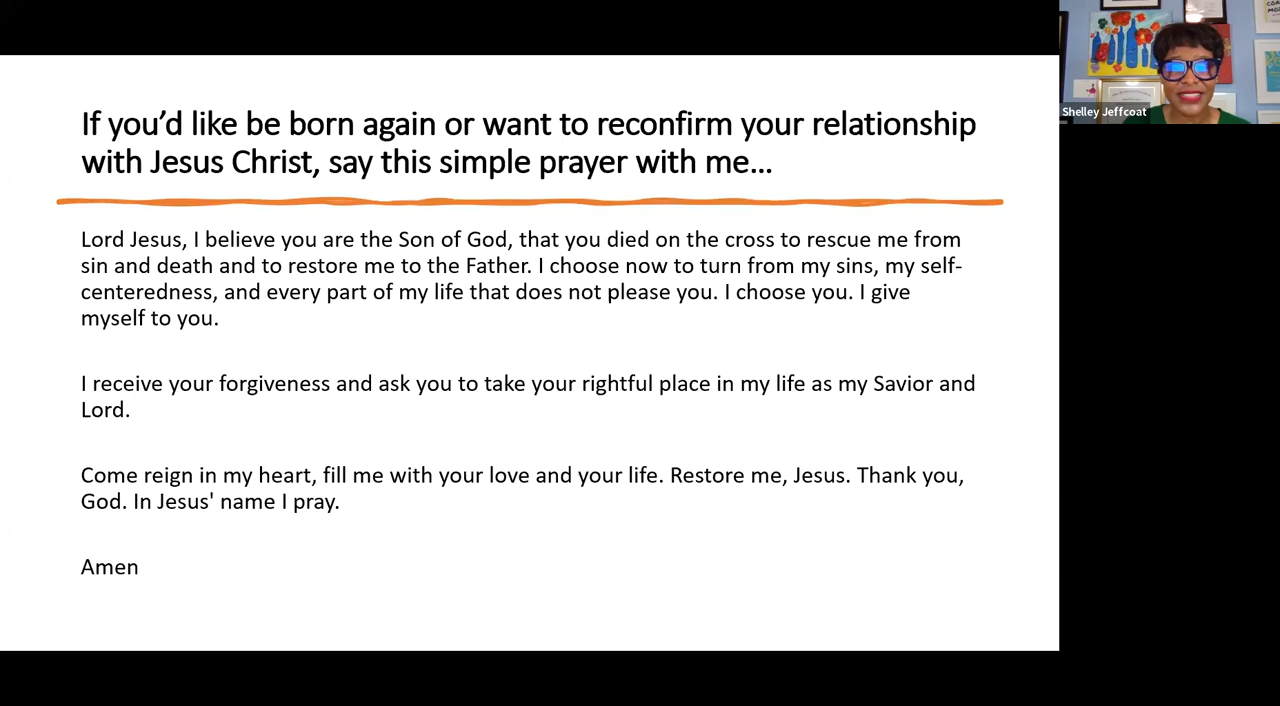 If you’d like be born again or want to reconfirm your relationship
with Jesus Christ, say this simple prayer with me…
Lord Jesus, I believe you are the Son of God, that you died on the cross to rescue me from
sin and death and to restore me to the Father. I choose now to turn from my sins, my self-
centeredness, and every part of my life that does not please you. I choose you. I give
myself to you.
I receive your forgiveness and ask you to take your rightful place in my life as my Savior and
Lord.
Come reign in my heart, fill me with your love and your life. Restore me, Jesus. Thank you,
God. In Jesus' name I pray.
Amen
Shelley Jeffcoat